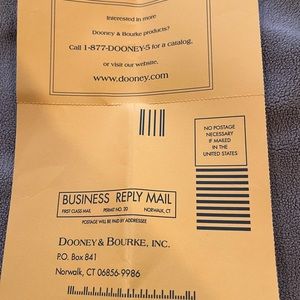 Interested in more
Dooney & Bourke products?
Call 1-877-DOONEY-5 for a catalog,
or visit our website,
www.dooney.com
NO POSTAGE
NECESSARY
IF MAILED
IN THE
UNITED STATES
BUSINESS REPLY MAIL
FIRST CLASS MAIL PERMIT NO. 20 NORWALK, CT
POSTAGE WILL BE PAID BY ADDRESSEE
DOONEY & BOURKE, INC.
P.O. Box 841
Norwalk, CT 06856-9986